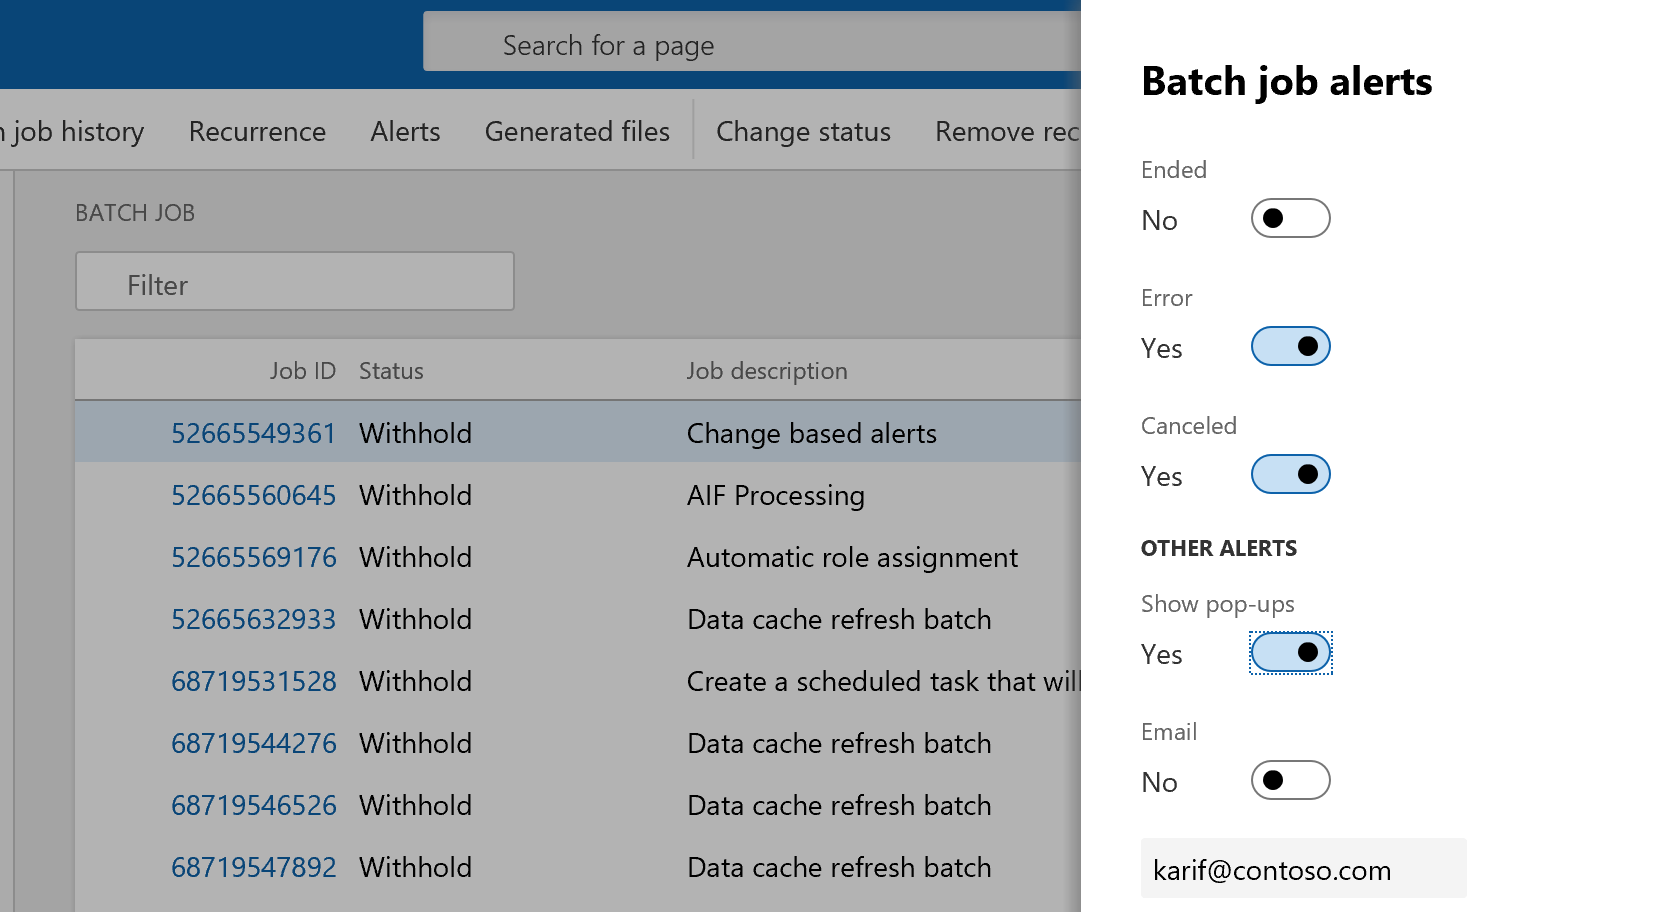 Search for a page
job history Recurrence Alerts Generated files Change status Remove rec
BATCH JOB
Filter
Job ID Status Job description
52665549361 Withhold Change based alerts
52665560645 Withhold AIF Processing
52665569176 Withhold Automatic role assignment
52665632933 Withhold Data cache refresh batch
68719531528 Withhold Create a scheduled task that will
68719544276 Withhold Data cache refresh batch
68719546526 Withhold Data cache refresh batch
68719547892 Withhold Data cache refresh batch
Batch job alerts
Ended
No
Error
Yes
Canceled
Yes
OTHER ALERTS
Show pop-ups
Yes
Email
No
karif@contoso.com